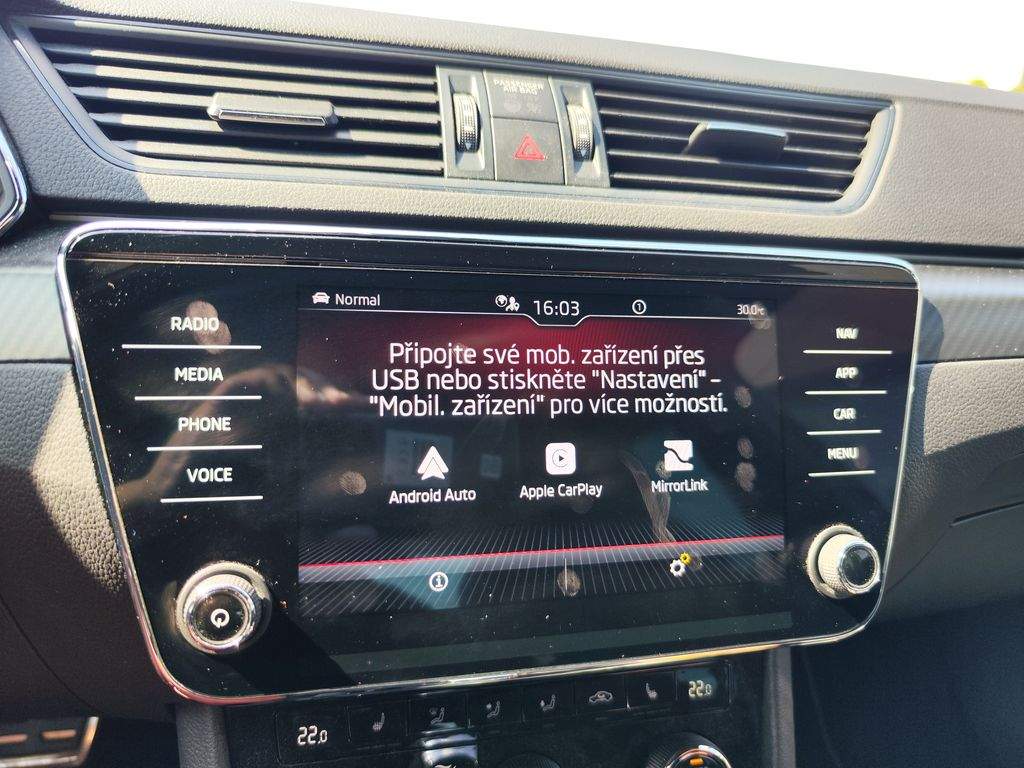 PASSENGER
AIR BAG
Normal
16:03
1
30.0°C
RADIO
MEDIA
PHONE
VOICE
NAV
APP
CAR
MENU
Připojte své mob. zařízení přes
USB nebo stiskněte "Nastavení" –
"Mobil. zařízení" pro více možností.
Android Auto
Apple CarPlay
MirrorLink
22.0
22.0